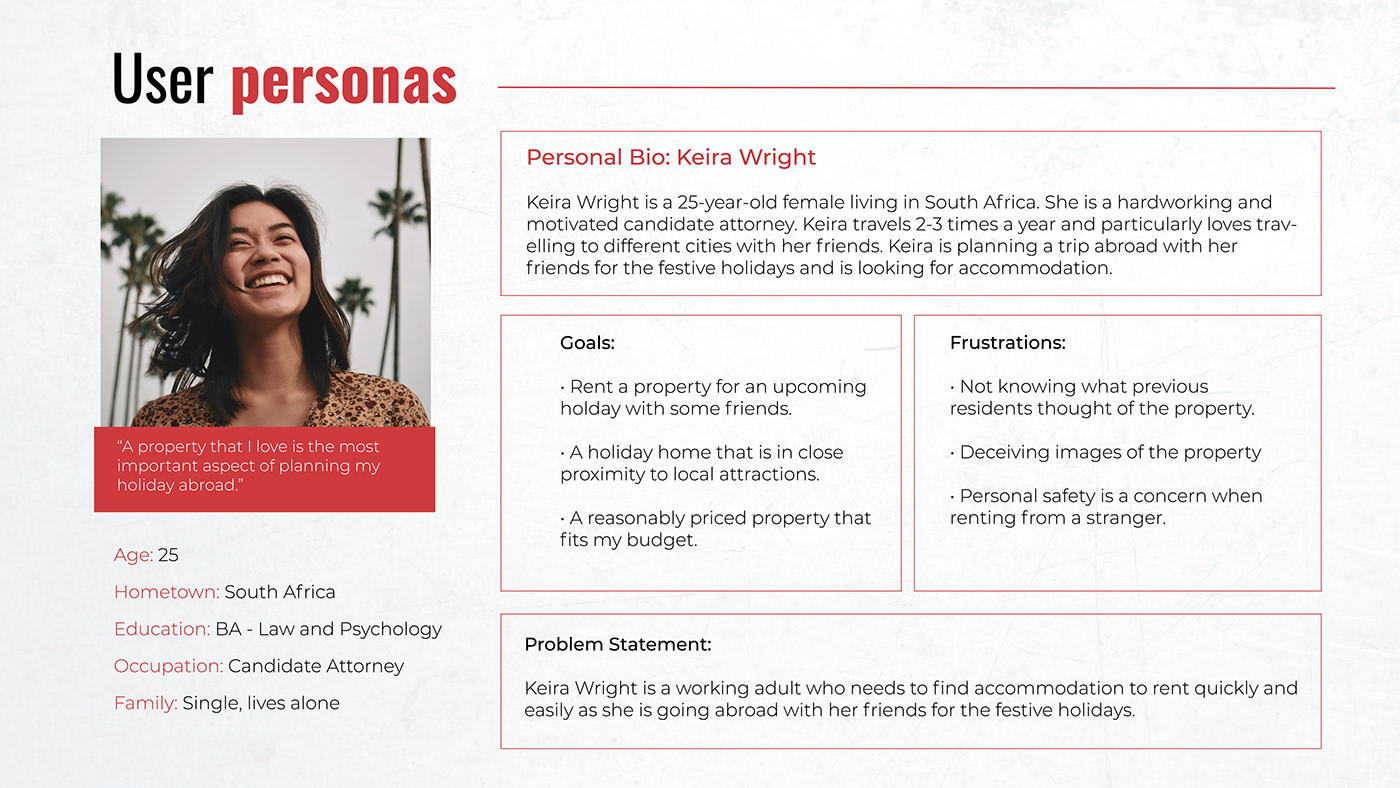 User personas
Personal Bio: Keira Wright
Keira Wright is a 25-year-old female living in South Africa. She is a hardworking and
motivated candidate attorney. Keira travels 2-3 times a year and particularly loves trav-
elling to different cities with her friends. Keira is planning a trip abroad with her
friends for the festive holidays and is looking for accommodation.
“A property that I love is the most
important aspect of planning my
holiday abroad.”
Age: 25
Hometown: South Africa
Education: BA - Law and Psychology
Occupation: Candidate Attorney
Family: Single, lives alone
Goals:
• Rent a property for an upcoming
holday with some friends.
• A holiday home that is in close
proximity to local attractions.
• A reasonably priced property that
fits my budget.
Frustrations:
• Not knowing what previous
residents thought of the property.
• Deceiving images of the property
• Personal safety is a concern when
renting from a stranger.
Problem Statement:
Keira Wright is a working adult who needs to find accommodation to rent quickly and
easily as she is going abroad with her friends for the festive holidays.